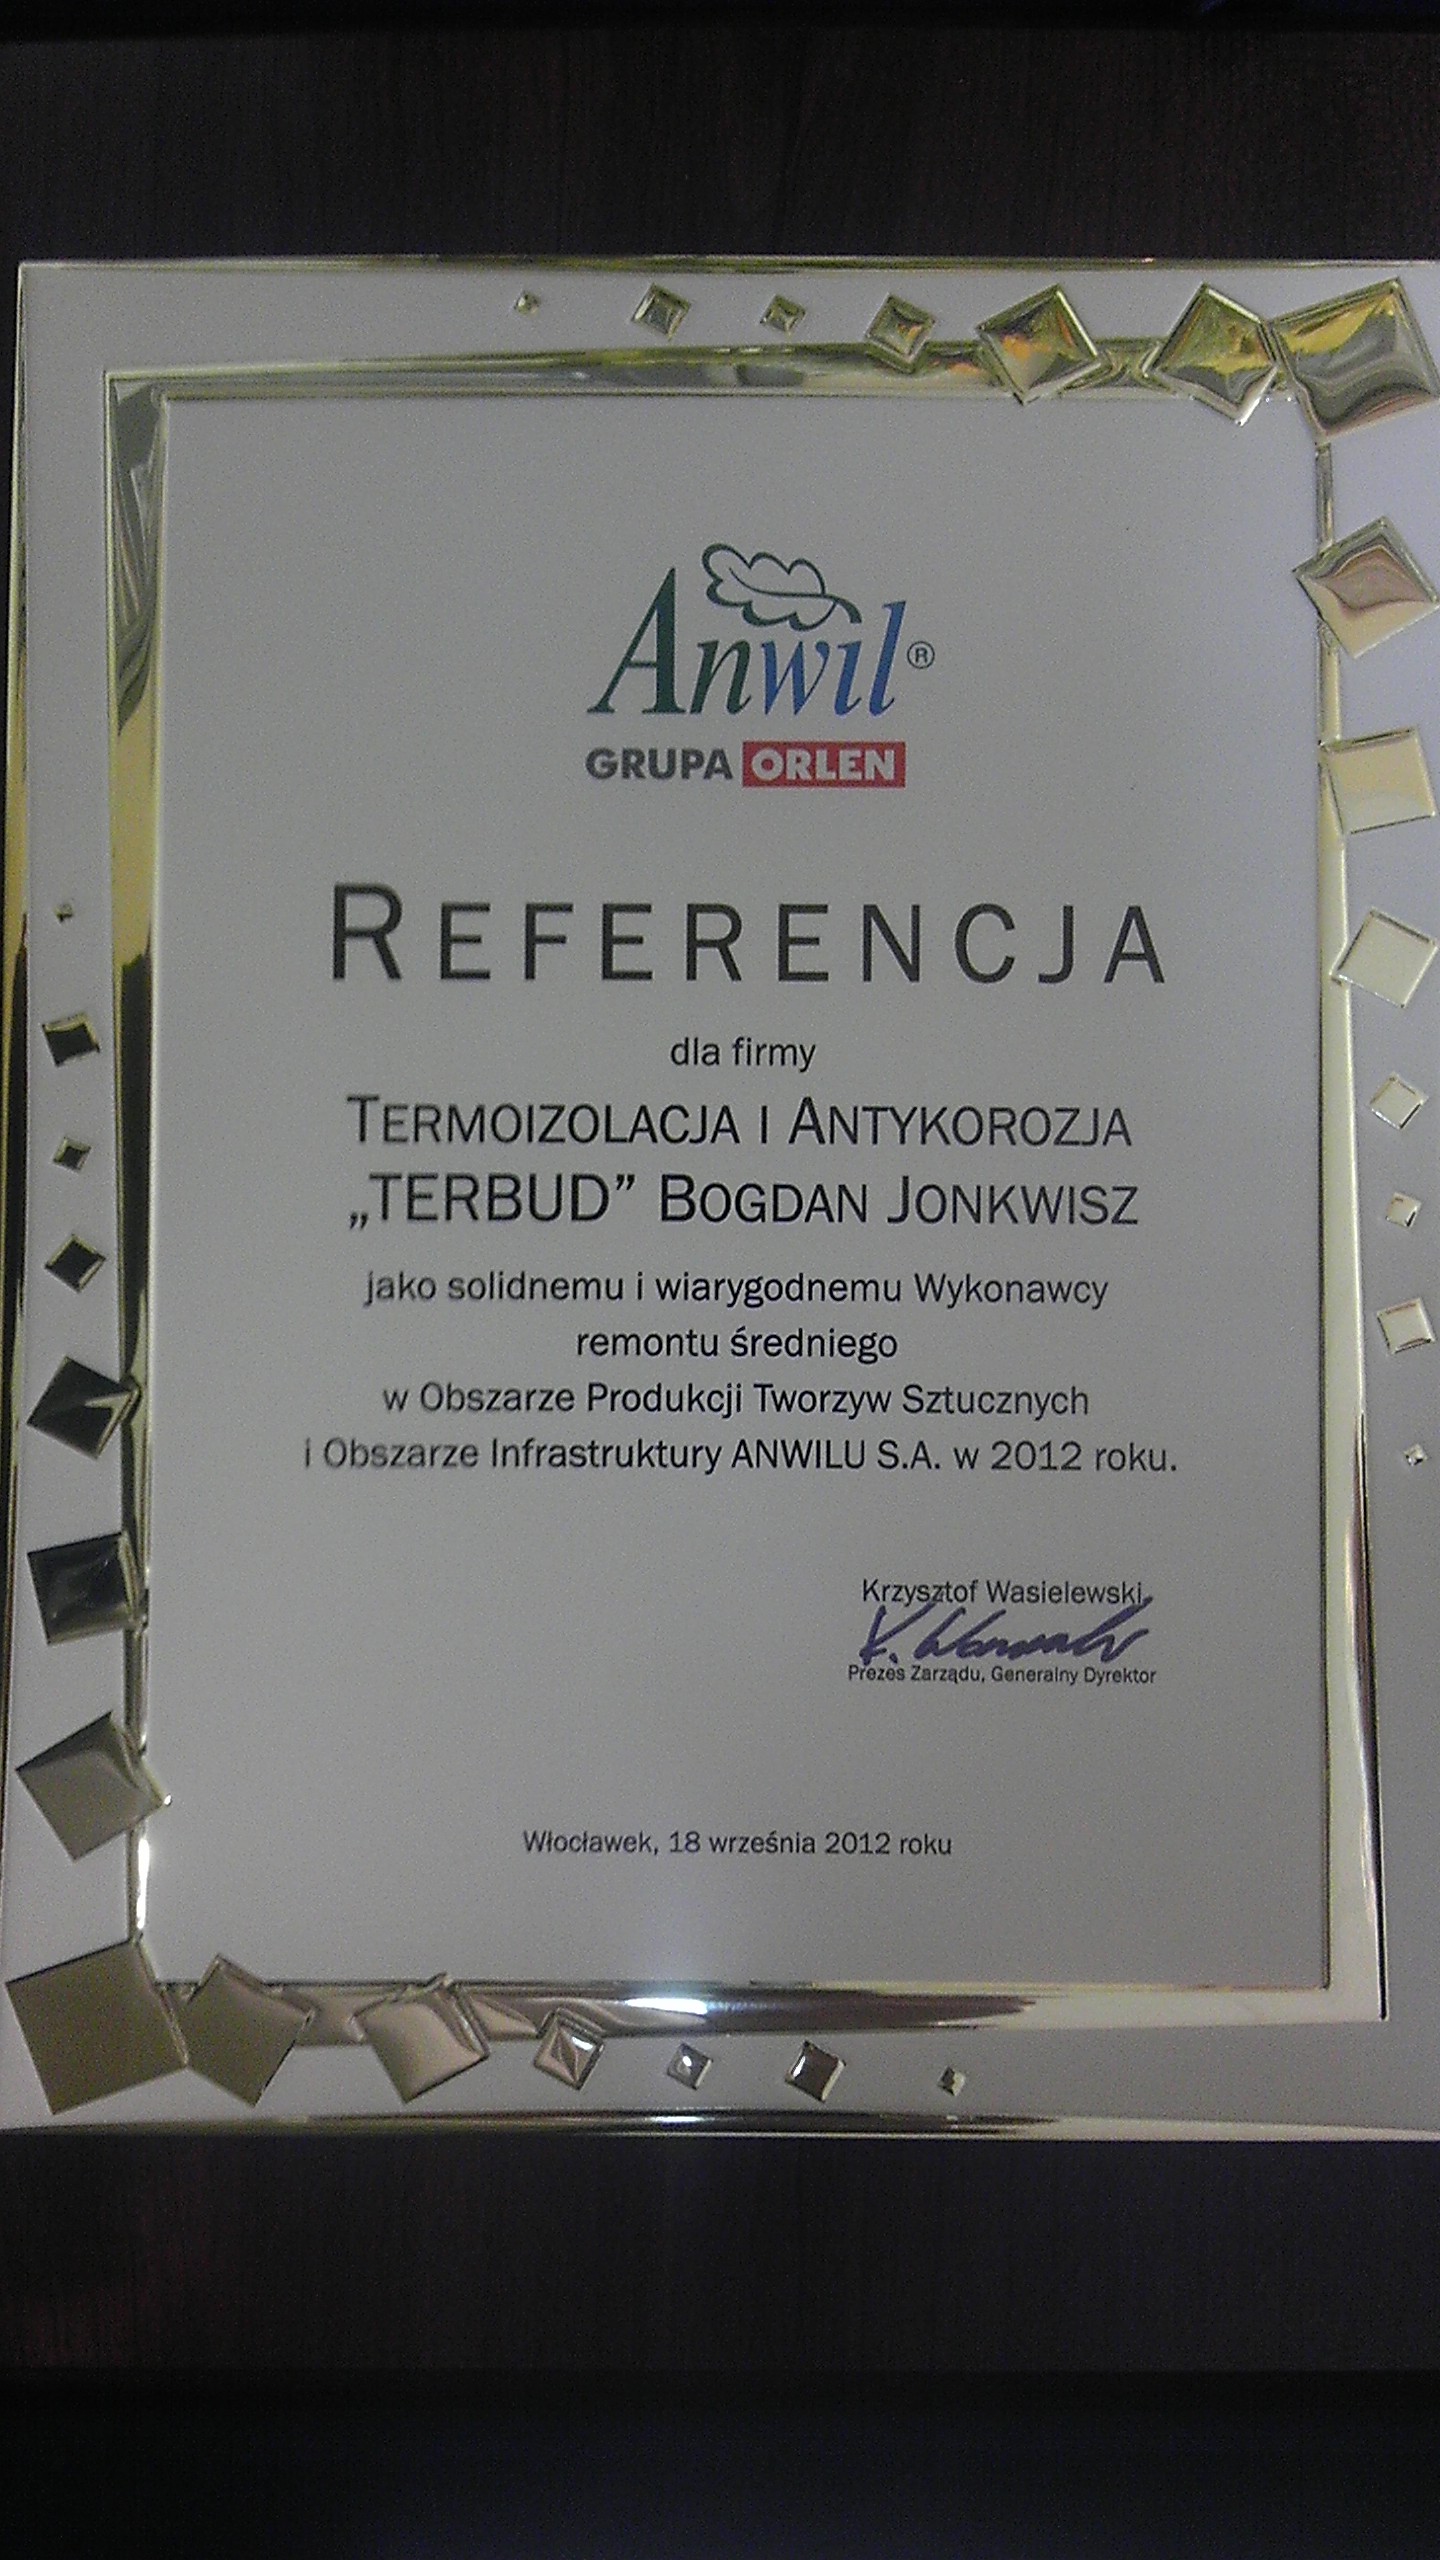 Anwil®
GRUPA ORLEN
REFERENCJA
dla firmy
TERMOIZOLACJA I ANTYKOROZJA
„TERBUD” BOGDAN JONKWISZ
jako solidnemu i wiarygodnemu Wykonawcy
remontu średniego
w Obszarze Produkcji Tworzyw Sztucznych
i Obszarze Infrastruktury ANWILU S.A. w 2012 roku.
Krzysztof Wasielewski
Prezes Zarządu, Generalny Dyrektor
Włocławek, 18 września 2012 roku